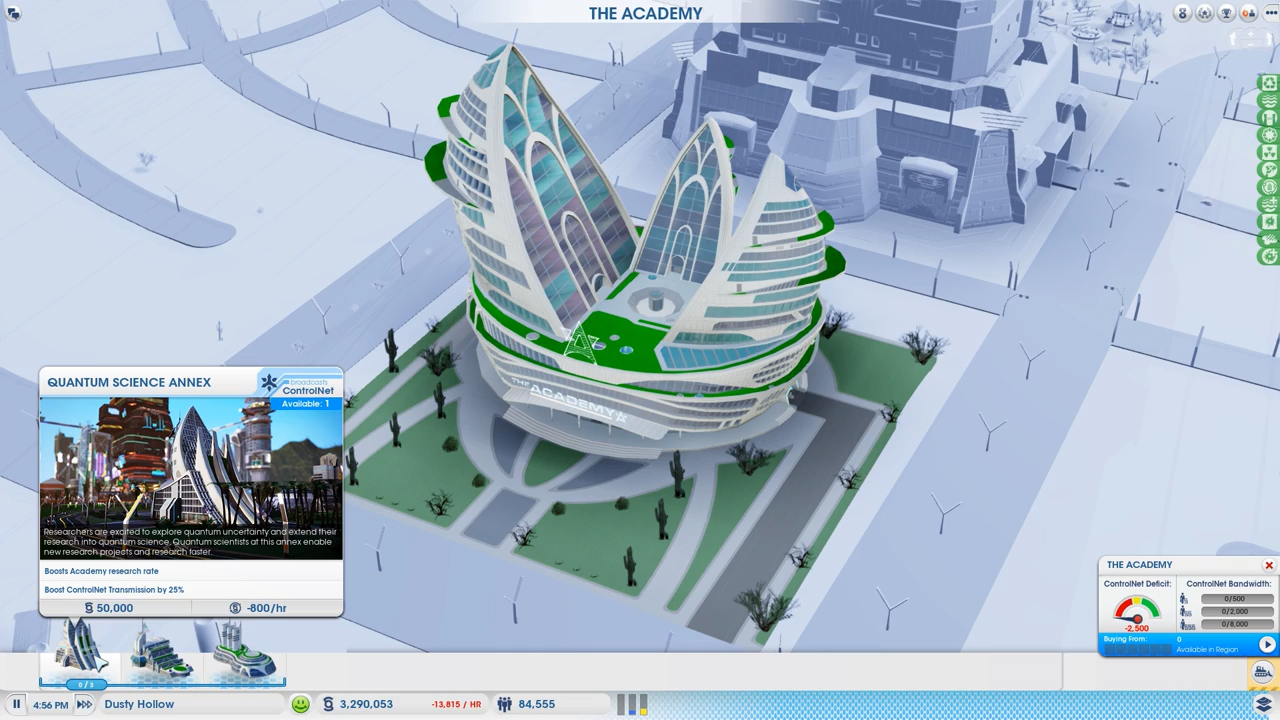 THE ACADEMY
THE
ACADEMY
QUANTUM SCIENCE ANNEX
broadcasts
ControlNet
Available: 1
Researchers are excited to explore quantum uncertainty and extend their
research into quantum science. Quantum scientists at this annex enable
new research projects and research faster.
Boosts Academy research rate
Boost ControlNet Transmission by 25%
50,000
-800/hr
0 / 3
THE ACADEMY
ControlNet Deficit:
ControlNet Bandwidth:
-2,500
0/500
0/2,000
0/8,000
Buying From:
0
Available in Region
4:56 PM
Dusty Hollow
3,290,053
-13,815 / HR
84,555